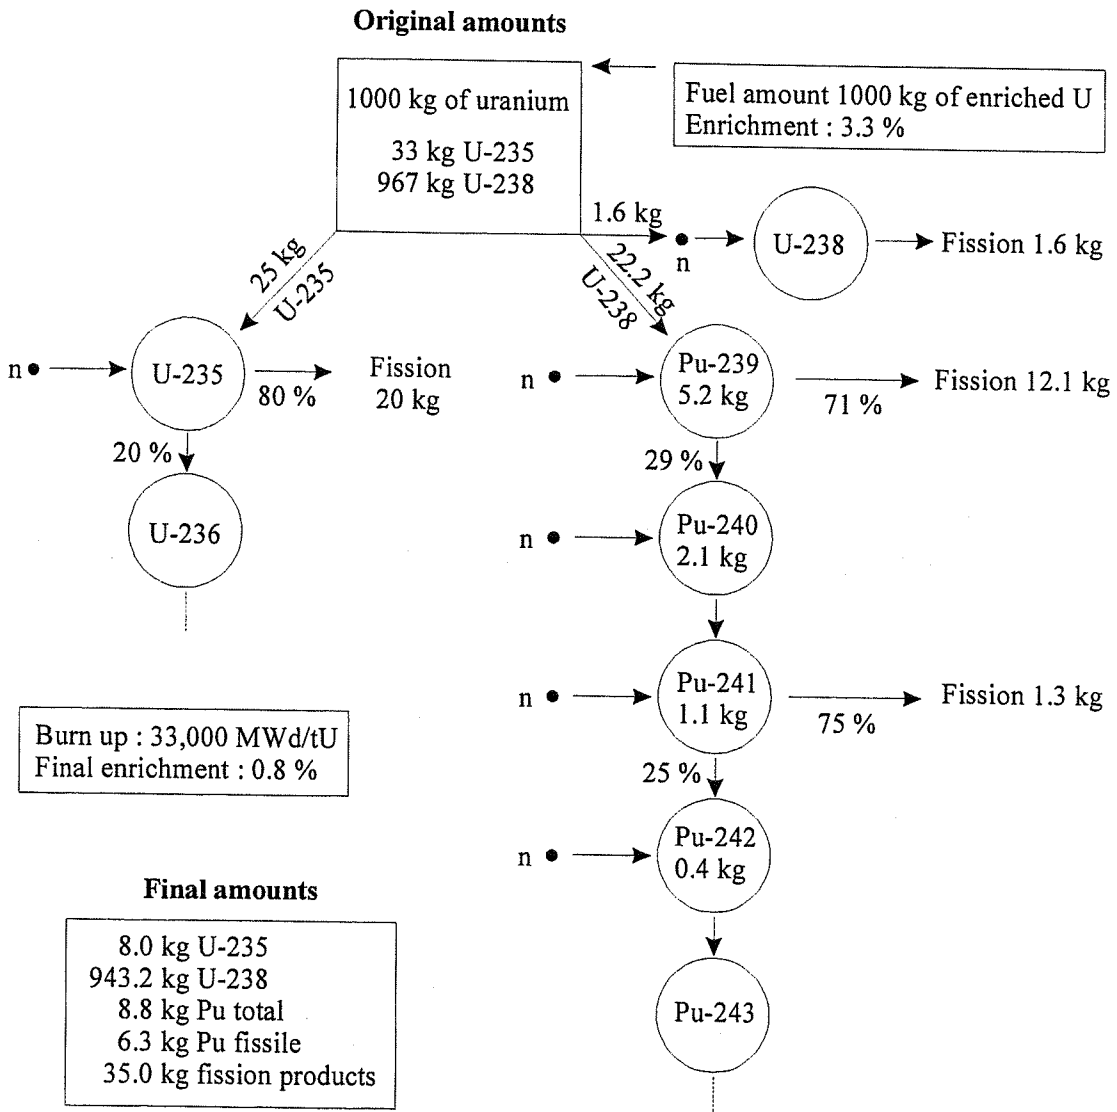 Original amounts
1000 kg of uranium
33 kg U-235
967 kg U-238
Fuel amount 1000 kg of enriched U
Enrichment : 3.3 %
1.6 kg
n
U-238
Fission 1.6 kg
25 kg
U-235
22.2 kg
U-238
n
U-235
80 %
Fission
20 kg
20 %
U-236
n
Pu-239
5.2 kg
71 %
Fission 12.1 kg
29 %
n
Pu-240
2.1 kg
n
Pu-241
1.1 kg
75 %
Fission 1.3 kg
25 %
n
Pu-242
0.4 kg
Pu-243
Burn up : 33,000 MWd/tU
Final enrichment : 0.8 %
Final amounts
8.0 kg U-235
943.2 kg U-238
8.8 kg Pu total
6.3 kg Pu fissile
35.0 kg fission products